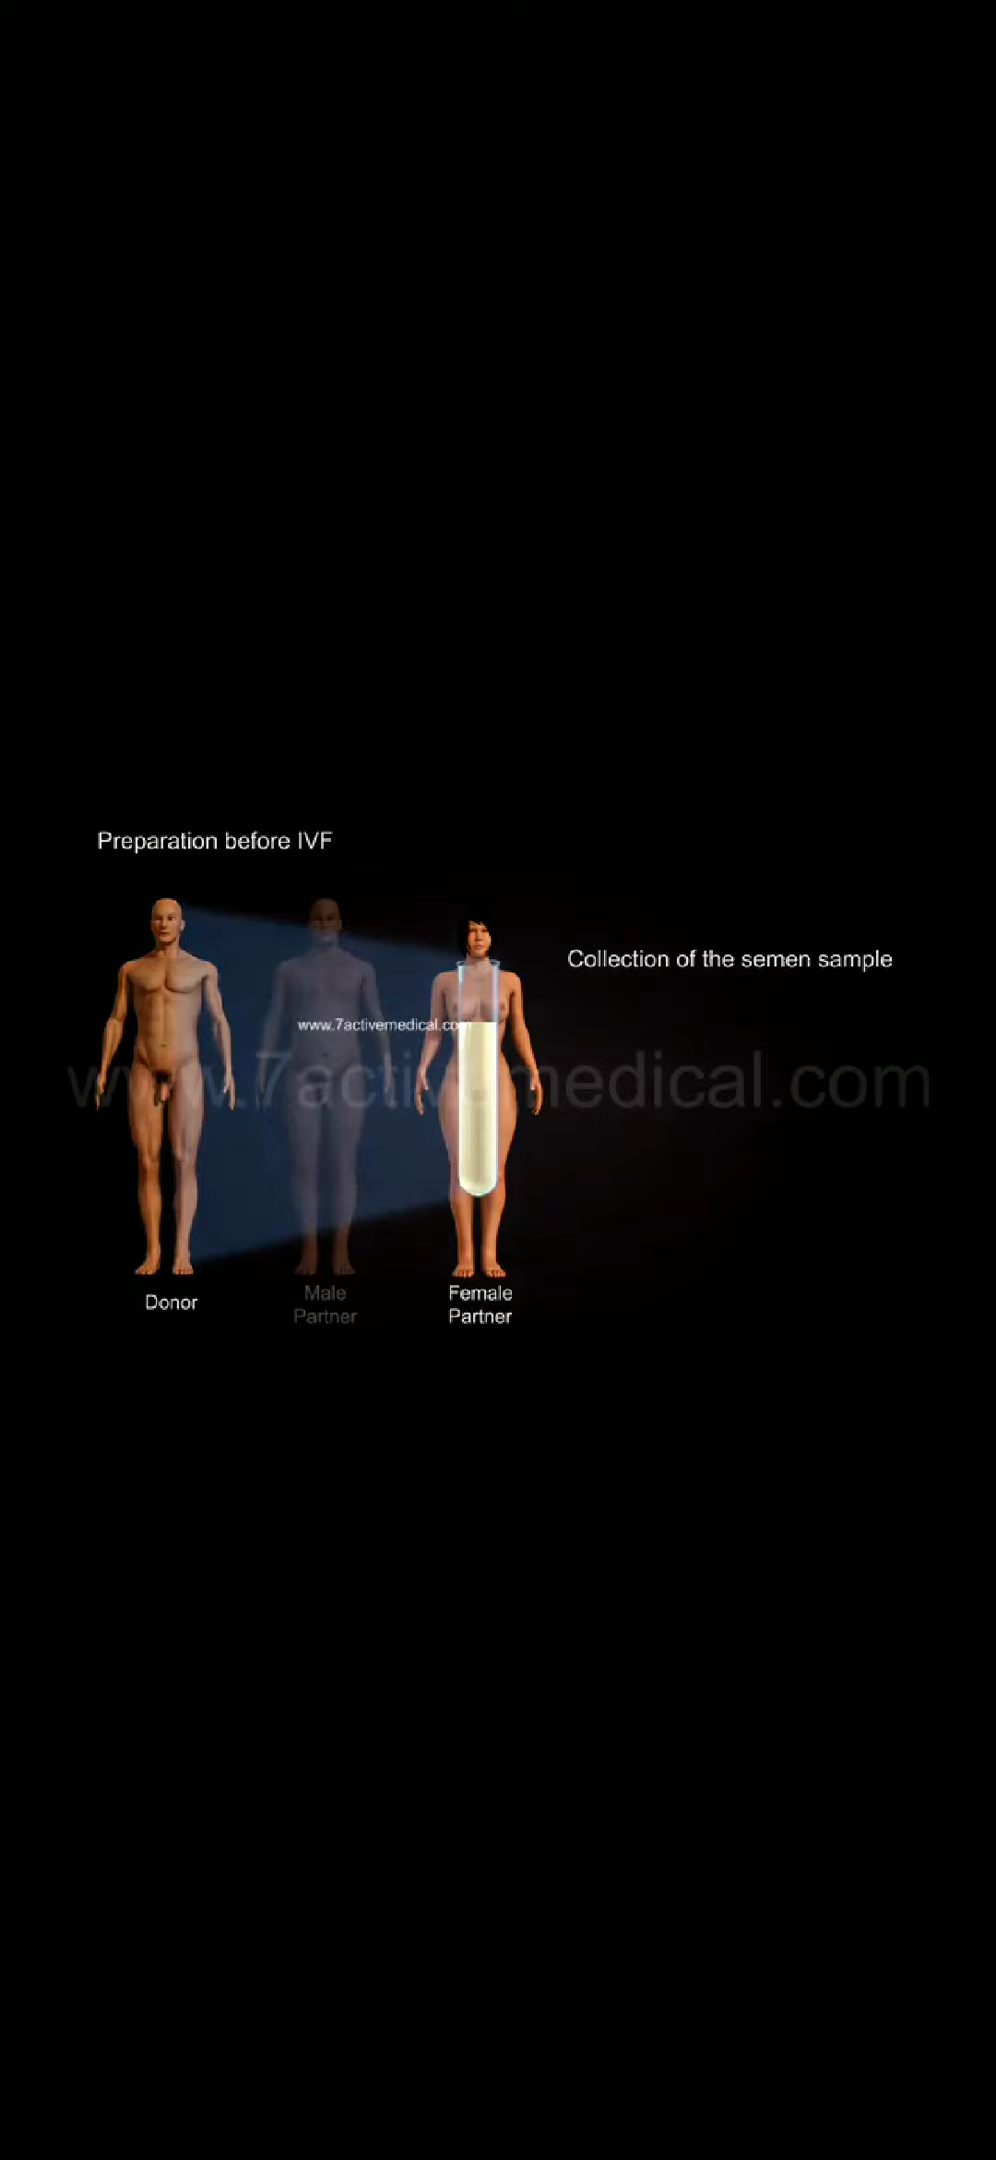 Preparation before IVF
Collection of the semen sample
www.7activemedical.com
www.7activemedical.com
Donor
Male
Partner
Female
Partner